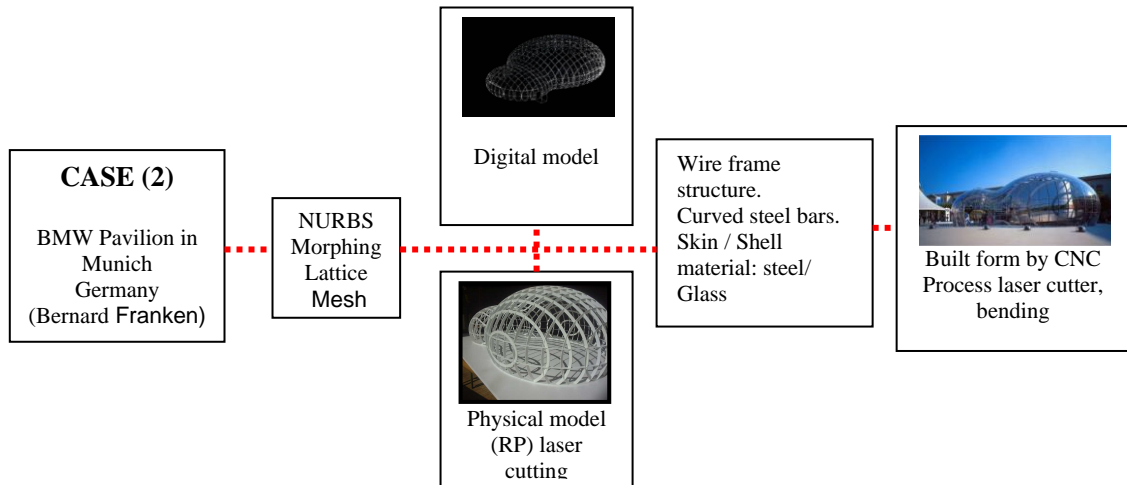 CASE (2)
BMW Pavilion in
Munich
Germany
(Bernard Franken)
NURBS
Morphing
Lattice
Mesh
Digital model
Physical model
(RP) laser
cutting
Wire frame
structure.
Curved steel bars.
Skin / Shell
material: steel/
Glass
Built form by CNC
Process laser cutter,
bending